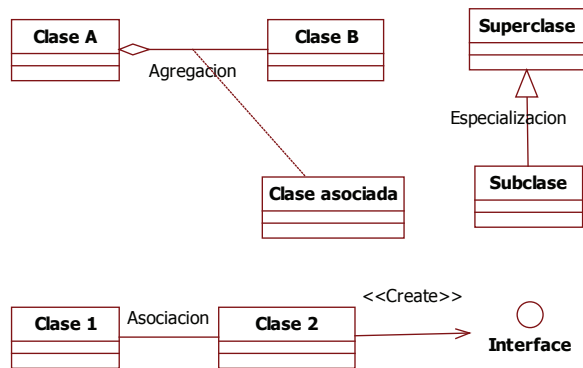 Clase A
Clase B
Superclase
Agregacion
Especializacion
Clase asociada
Subclase
<<Create>>
Clase 1
Asociacion
Clase 2
Interface